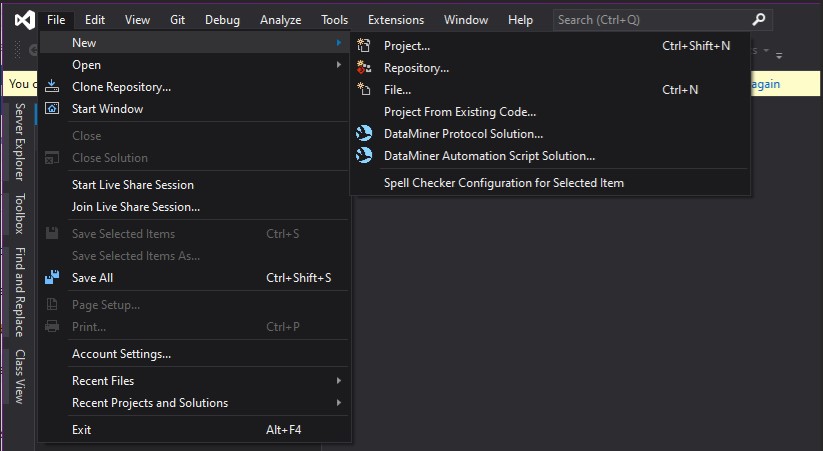 File Edit View Git Debug Analyze Tools Extensions Window Help Search (Ctrl+Q)
New
Open
Clone Repository...
Start Window
Close
Close Solution
Start Live Share Session
Join Live Share Session...
Save Selected Items Ctrl+S
Save Selected Items As...
Save All Ctrl+Shift+S
Page Setup...
Print... Ctrl+P
Account Settings...
Recent Files
Recent Projects and Solutions
Exit Alt+F4
Project... Ctrl+Shift+N
Repository...
File... Ctrl+N
Project From Existing Code...
DataMiner Protocol Solution...
DataMiner Automation Script Solution...
Spell Checker Configuration for Selected Item
You
again
Server Explorer
Toolbox
Find and Replace
Class View